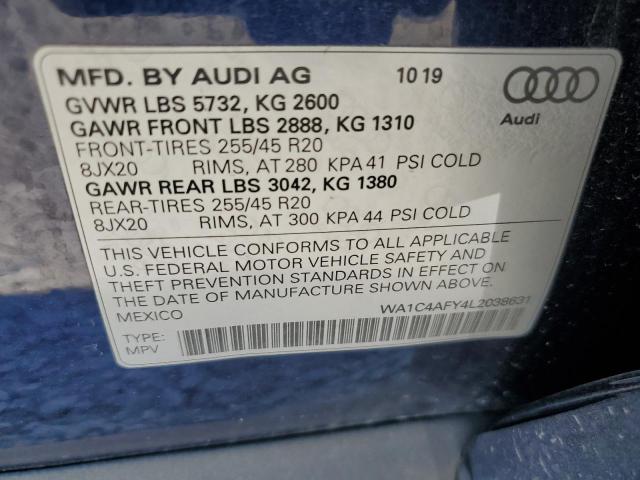 MFD. BY AUDI AG 10 19
GVWR LBS 5732, KG 2600
GAWR FRONT LBS 2888, KG 1310
FRONT-TIRES 255/45 R20
8JX20 RIMS, AT 280 KPA 41 PSI COLD
GAWR REAR LBS 3042, KG 1380
REAR-TIRES 255/45 R20
8JX20 RIMS, AT 300 KPA 44 PSI COLD
Audi
THIS VEHICLE CONFORMS TO ALL APPLICABLE
U.S. FEDERAL MOTOR VEHICLE SAFETY AND
THEFT PREVENTION STANDARDS IN EFFECT ON
THE DATE OF MANUFACTURE SHOWN ABOVE.
MEXICO
WA1C4AFY4L2038631
TYPE:
MPV